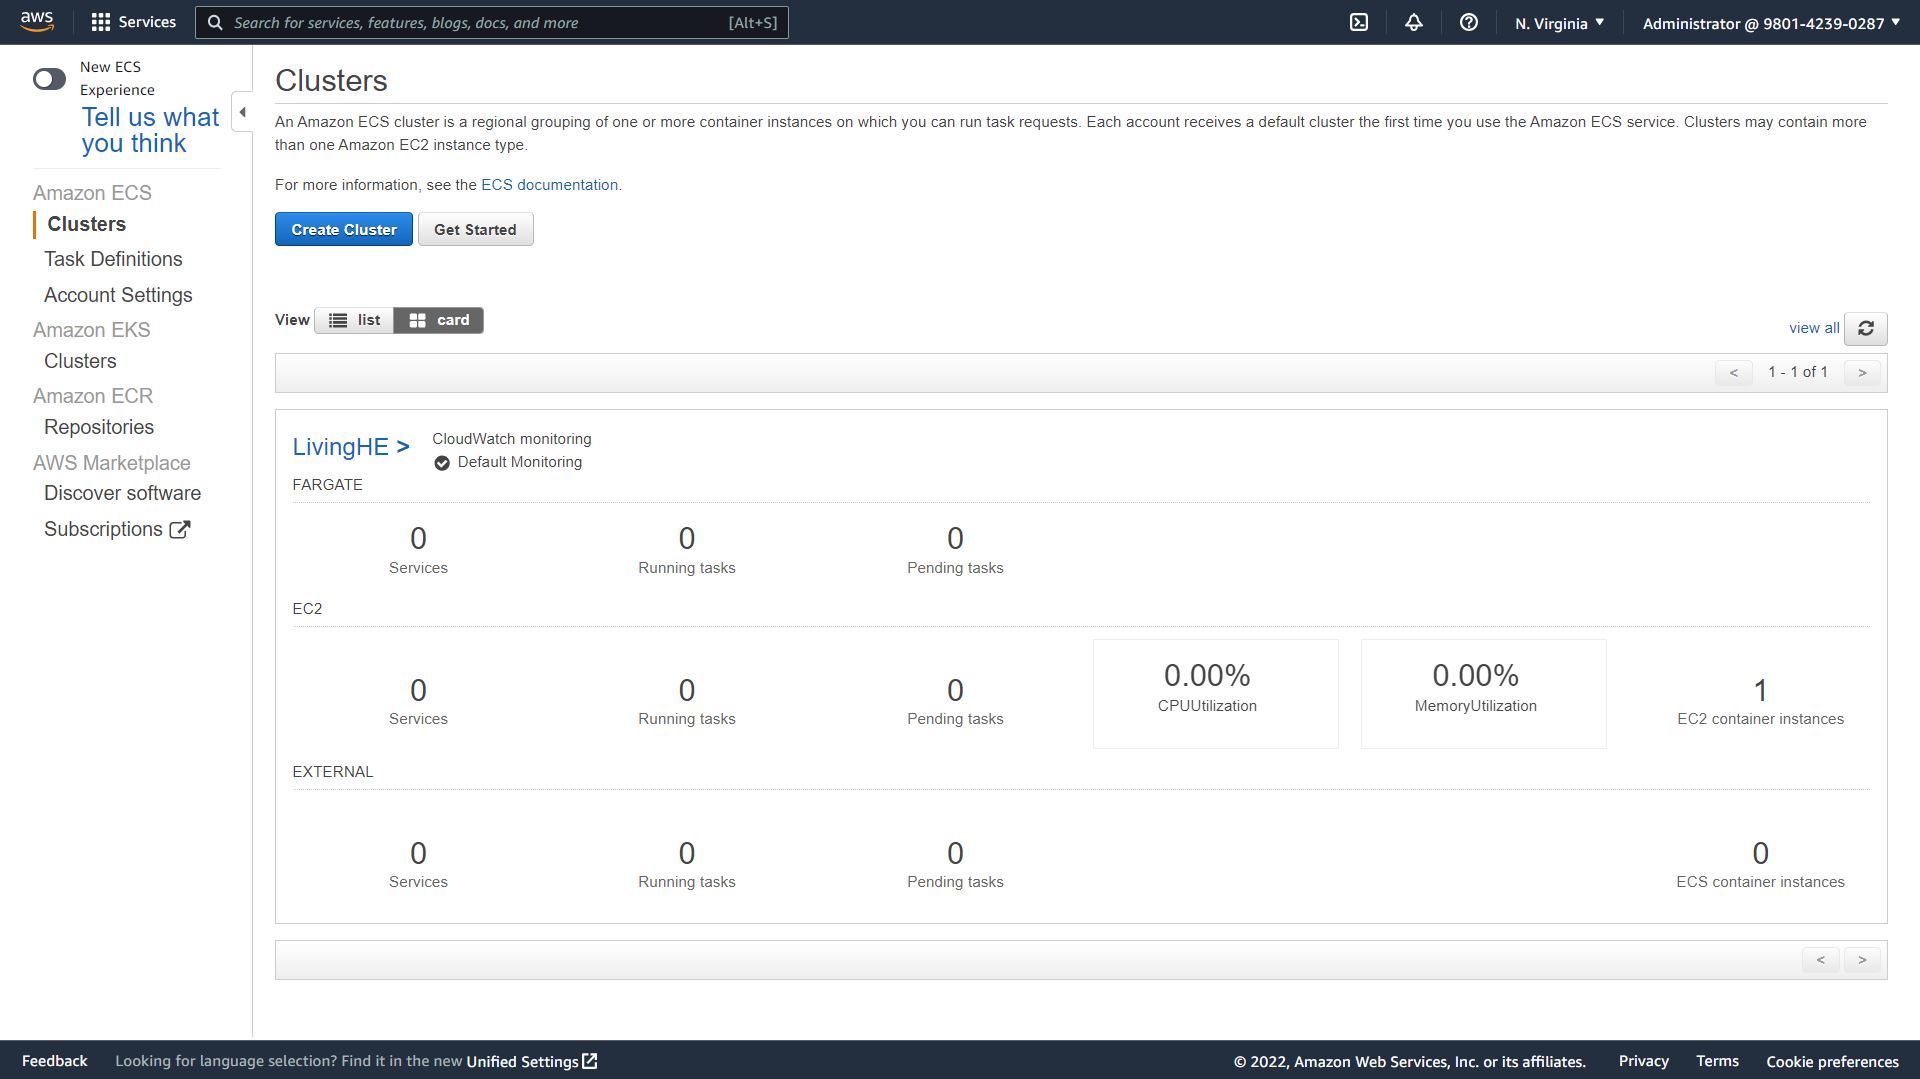 aws
Services
Search for services, features, blogs, docs, and more
[Alt+S]
N. Virginia
Administrator @ 9801-4239-0287
New ECS
Experience
Tell us what
you think
Amazon ECS
Clusters
Task Definitions
Account Settings
Amazon EKS
Clusters
Amazon ECR
Repositories
AWS Marketplace
Discover software
Subscriptions
Clusters
An Amazon ECS cluster is a regional grouping of one or more container instances on which you can run task requests. Each account receives a default cluster the first time you use the Amazon ECS service. Clusters may contain more
than one Amazon EC2 instance type.
For more information, see the ECS documentation.
Create Cluster
Get Started
View
list
card
view all
<
1 - 1 of 1
>
LivingHE >
CloudWatch monitoring
Default Monitoring
FARGATE
0
0
0
Services
Running tasks
Pending tasks
EC2
0
0
0
0.00%
0.00%
1
Services
Running tasks
Pending tasks
CPUUtilization
MemoryUtilization
EC2 container instances
EXTERNAL
0
0
0
0
Services
Running tasks
Pending tasks
ECS container instances
<
>
Feedback
Looking for language selection? Find it in the new Unified Settings
© 2022, Amazon Web Services, Inc. or its affiliates.
Privacy
Terms
Cookie preferences